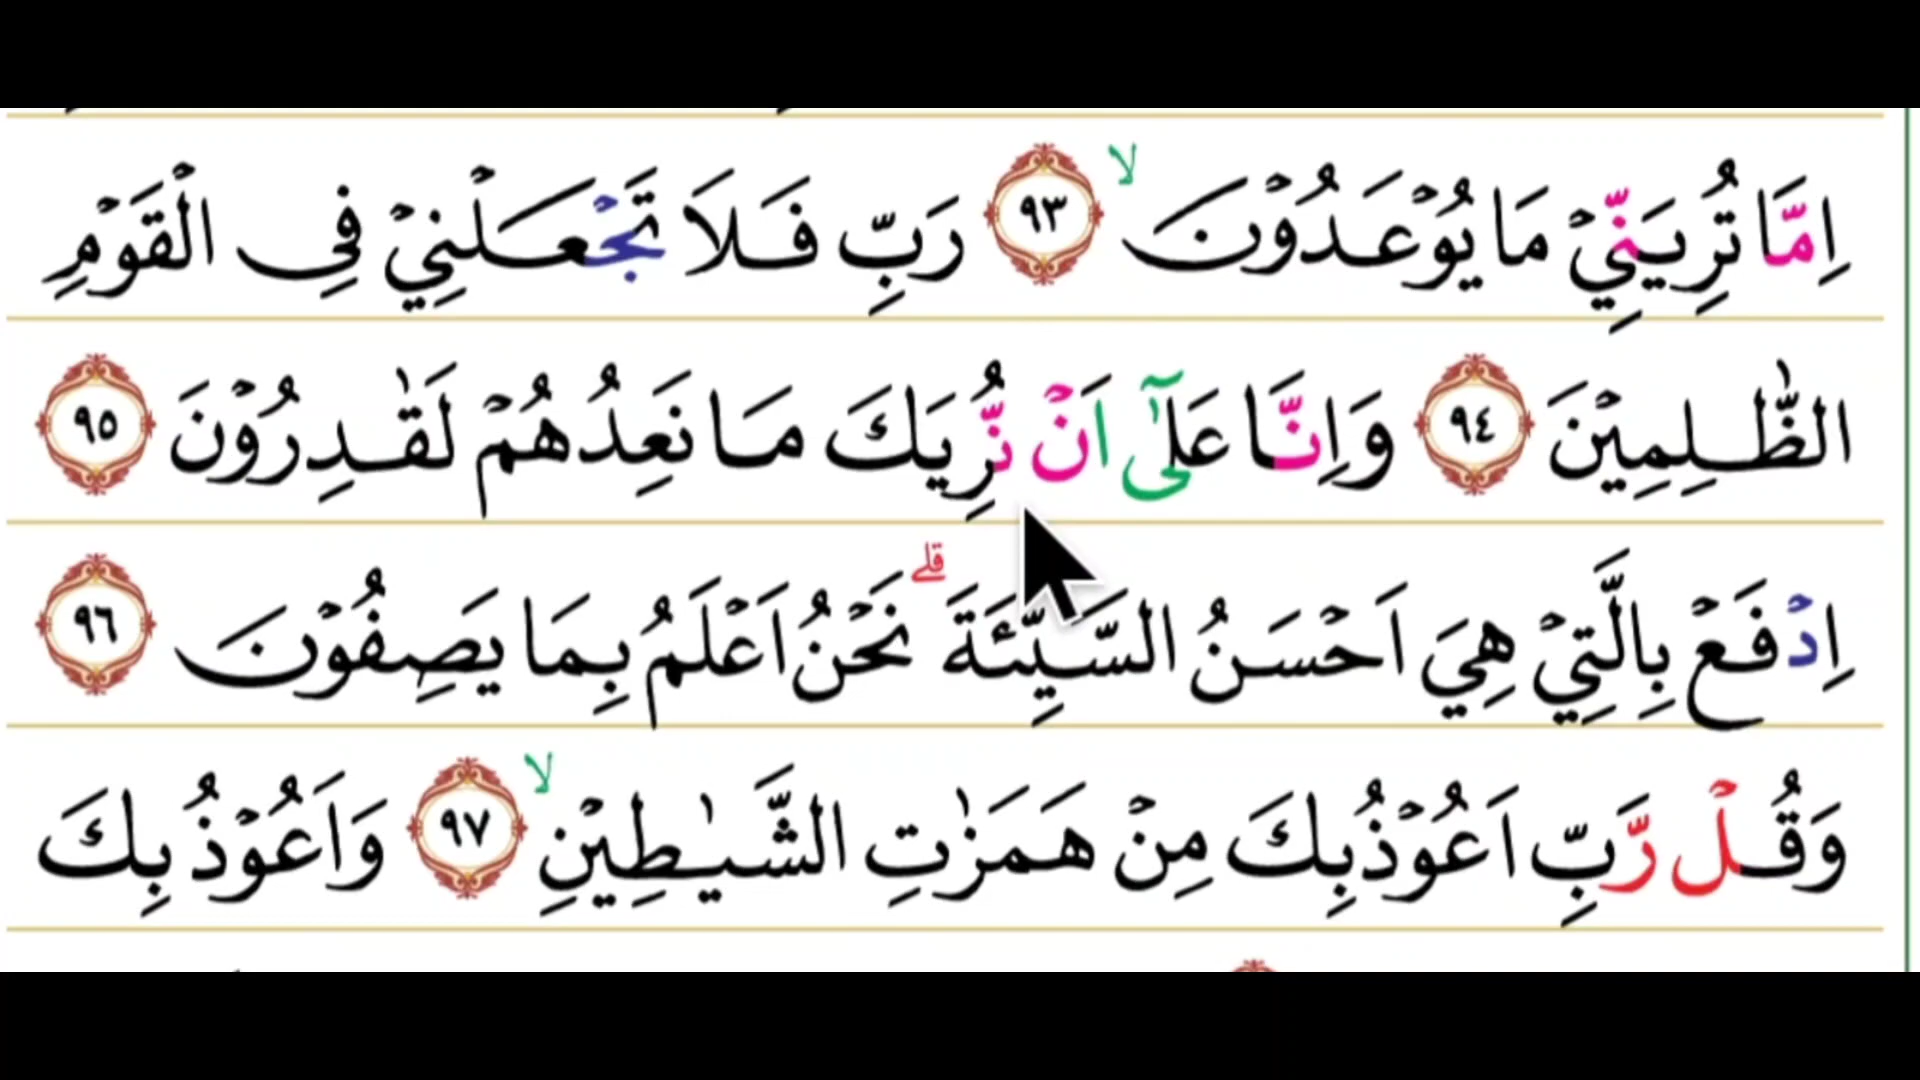 اِمَّا تُرِيَنِّيْ مَا يُوْعَدُوْنَ ۙ ٩٣ رَبِّ فَلَا تَجْعَلْنِيْ فِى الْقَوْمِ
الظّٰلِمِيْنَ ٩٤ وَاِنَّا عَلٰٓى اَنْ نُّرِيَكَ مَا نَعِدُهُمْ لَقٰدِرُوْنَ ٩٥
اِدْفَعْ بِالَّتِيْ هِيَ اَحْسَنُ السَّيِّئَةَ ۗ نَحْنُ اَعْلَمُ بِمَا يَصِفُوْنَ ٩٦
وَقُلْ رَّبِّ اَعُوْذُ بِكَ مِنْ هَمَزٰتِ الشَّيٰطِيْنِ ۙ ٩٧ وَاَعُوْذُ بِكَ